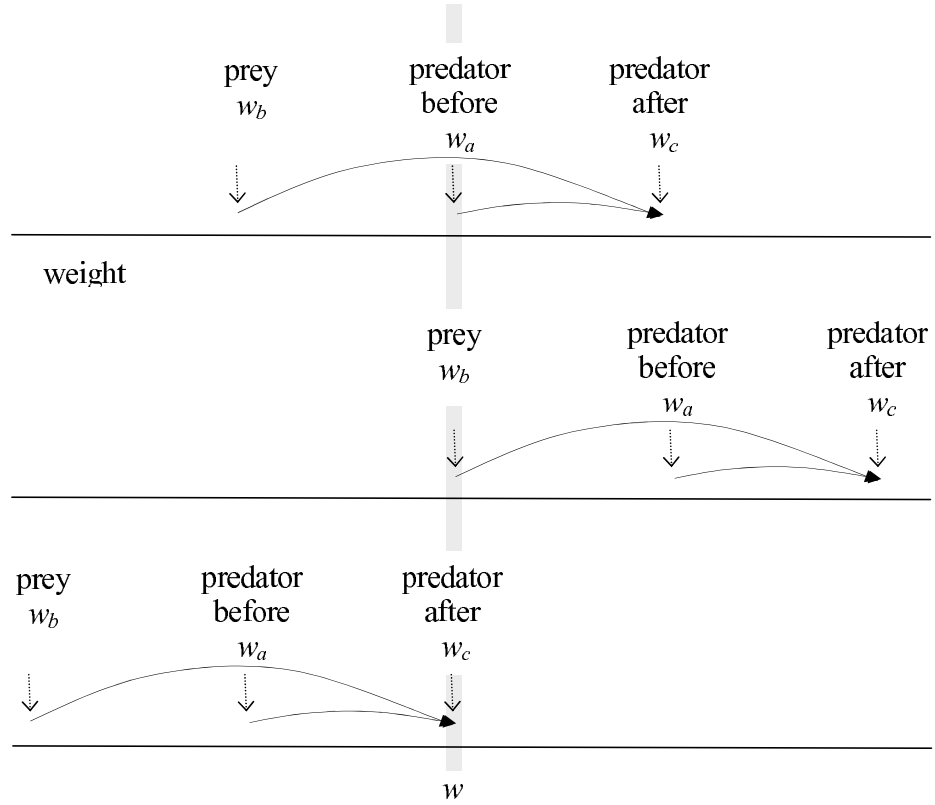 prey
w_b
predator
before
w_a
predator
after
w_c
weight
prey
w_b
predator
before
w_a
predator
after
w_c
prey
w_b
predator
before
w_a
predator
after
w_c
w